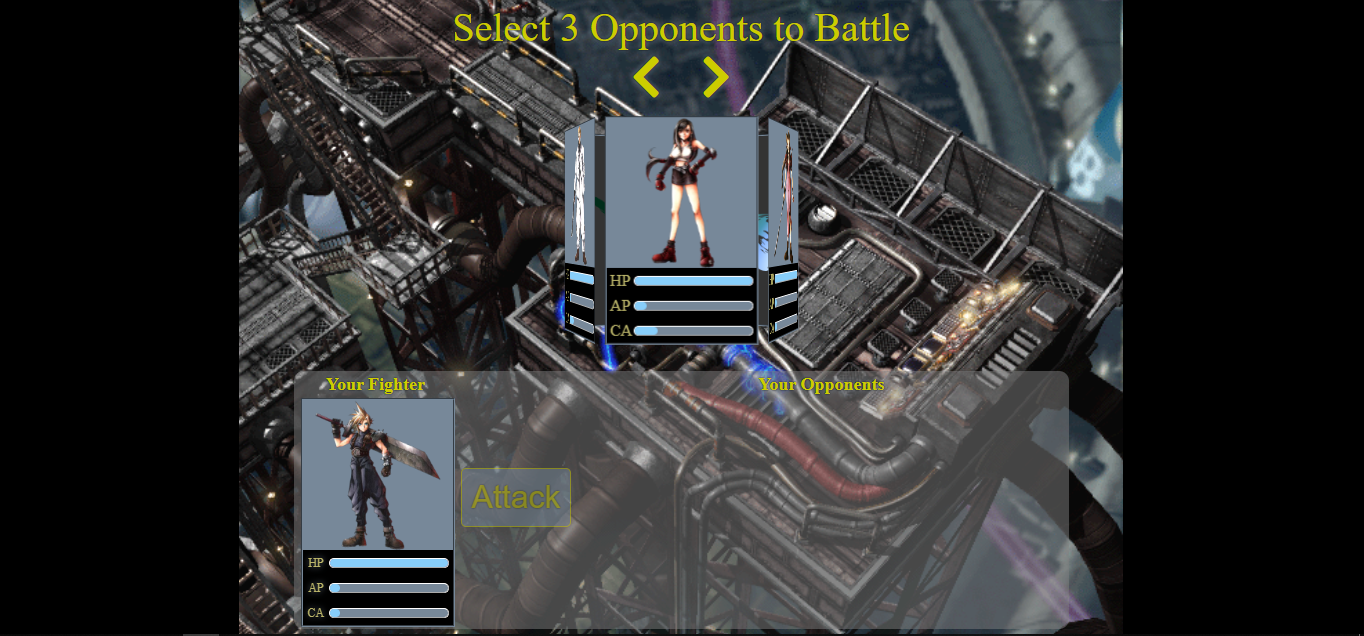 Select 3 Opponents to Battle
HP
AP
CA
Your Fighter
Your Opponents
Attack
HP
AP
CA